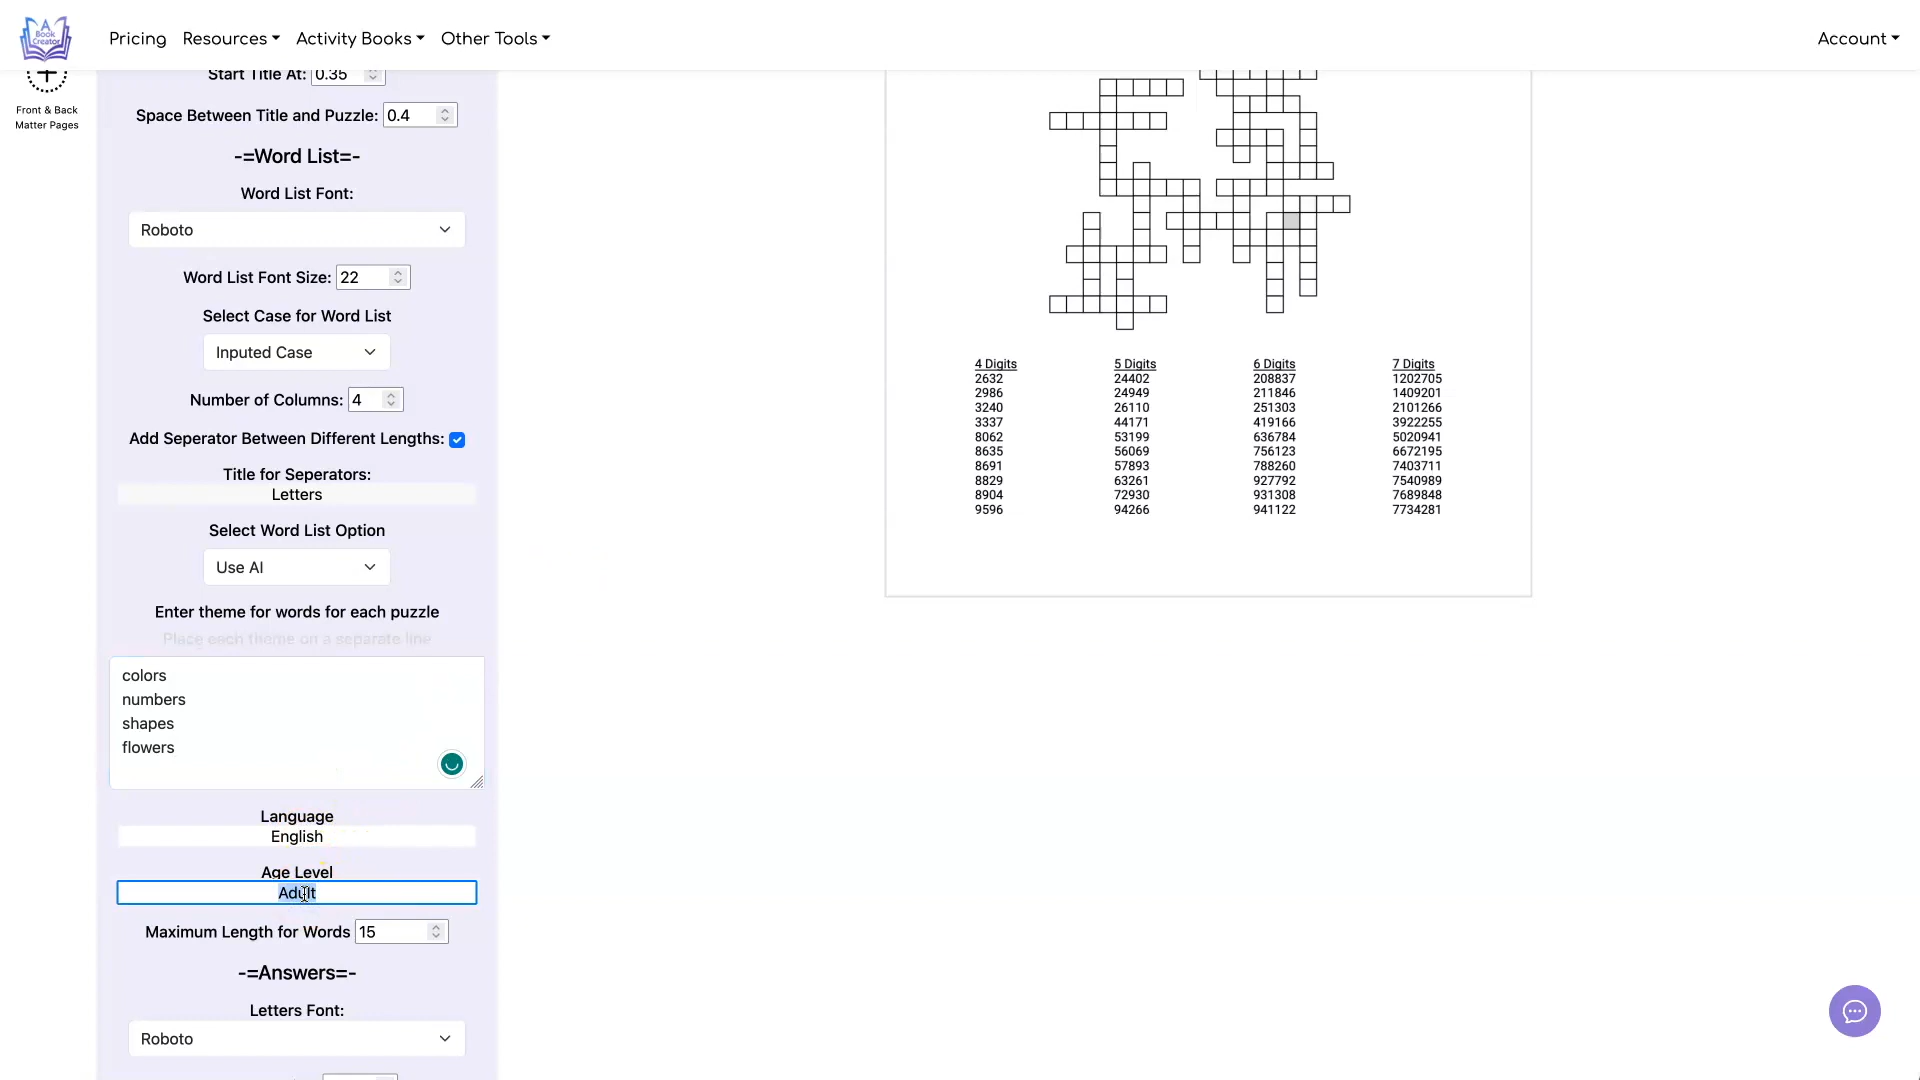 A
Book
Creator
Pricing
Resources
Activity Books
Other Tools
Account
Front & Back
Matter Pages
Start Title At: 0.35
Space Between Title and Puzzle: 0.4
-=Word List=-
Word List Font:
Roboto
Word List Font Size: 22
Select Case for Word List
Inputed Case
Number of Columns: 4
Add Seperator Between Different Lengths:
Title for Seperators:
Letters
Select Word List Option
Use AI
Enter theme for words for each puzzle
Place each theme on a separate line
colors
numbers
shapes
flowers
Language
English
Age Level
Adult
Maximum Length for Words 15
-=Answers=-
Letters Font:
Roboto
4 Digits
2632
2986
3240
3337
8062
8635
8691
8829
8904
9596
5 Digits
24402
24949
26110
44171
53199
56069
57893
63261
72930
94266
6 Digits
208837
211846
251303
419166
636784
756123
788260
927792
931308
941122
7 Digits
1202705
1409201
2101266
3922255
5020941
6672195
7403711
7540989
7689848
7734281